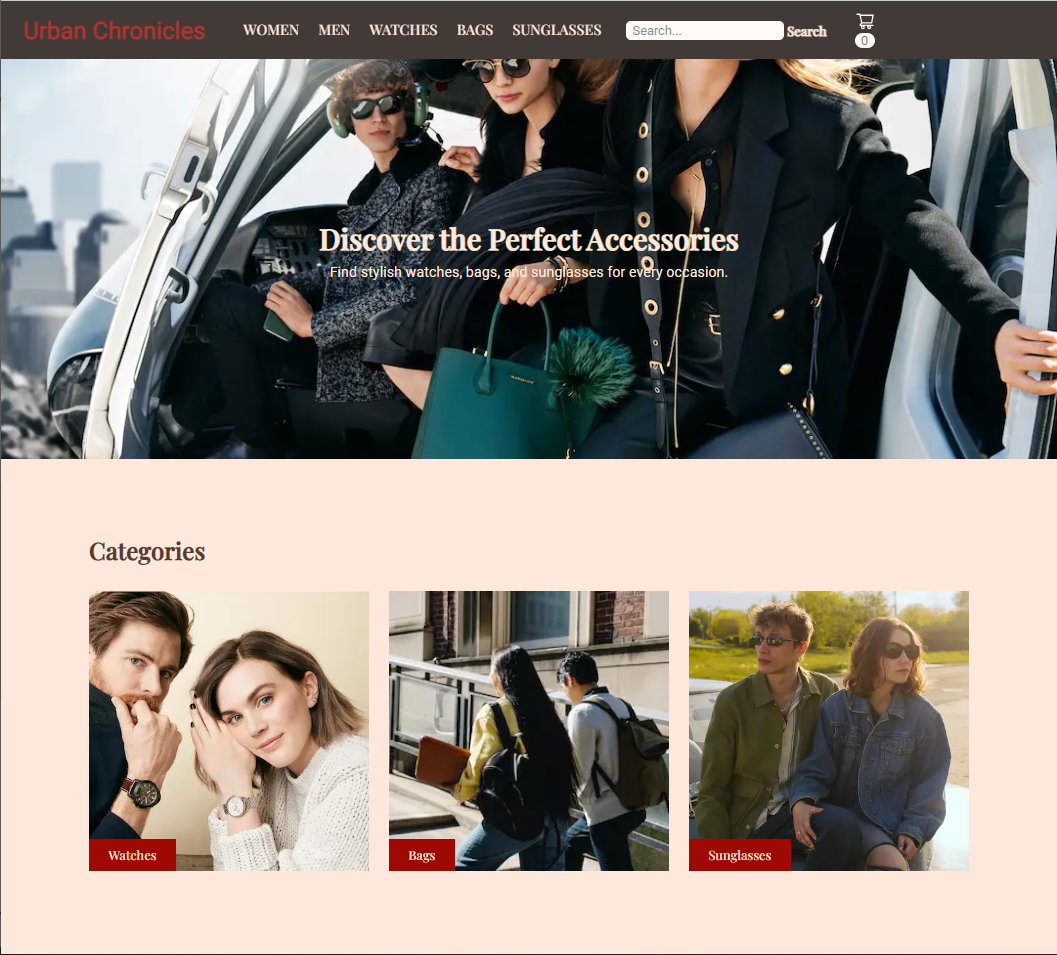 Urban Chronicles
WOMEN MEN WATCHES BAGS SUNGLASSES
Search... Search
0
Discover the Perfect Accessories
Find stylish watches, bags, and sunglasses for every occasion.
Categories
Watches
Bags
Sunglasses